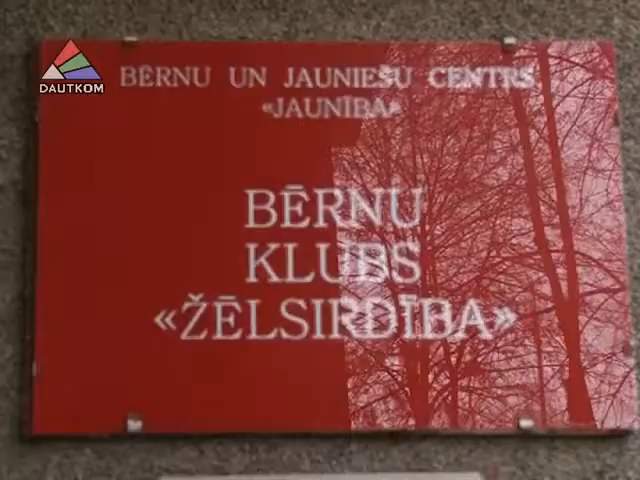 DAUTKOM
BĒRNU UN JAUNIEŠU CENTRS
«JAUNĪBA»
BĒRNU
KLUBS
«ŽĒLSIRDĪBA»